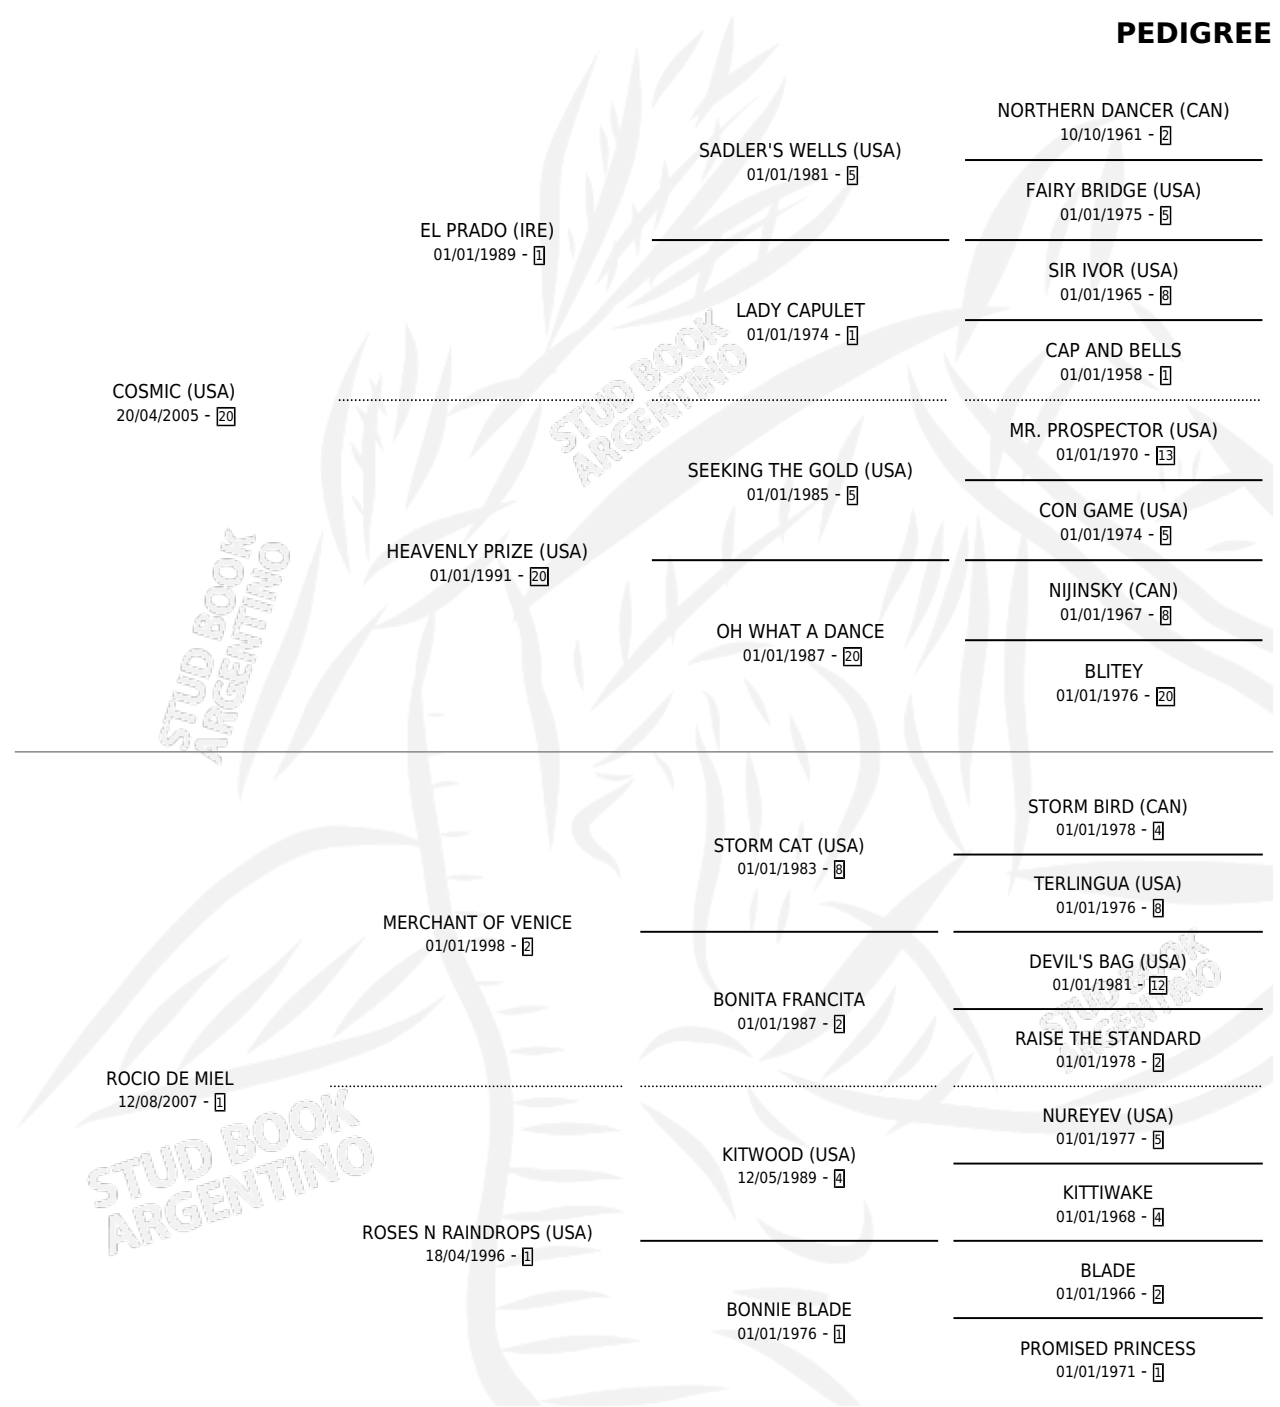 PEDIGREE
NORTHERN DANCER (CAN)
10/10/1961 - 2
SADLER'S WELLS (USA)
01/01/1981 - 5
FAIRY BRIDGE (USA)
01/01/1975 - 5
EL PRADO (IRE)
01/01/1989 - 1
SIR IVOR (USA)
01/01/1965 - 8
LADY CAPULET
01/01/1974 - 1
CAP AND BELLS
01/01/1958 - 1
COSMIC (USA)
20/04/2005 - 20
MR. PROSPECTOR (USA)
01/01/1970 - 13
SEEKING THE GOLD (USA)
01/01/1985 - 5
CON GAME (USA)
01/01/1974 - 5
HEAVENLY PRIZE (USA)
01/01/1991 - 20
NIJINSKY (CAN)
01/01/1967 - 8
OH WHAT A DANCE
01/01/1987 - 20
BLITEY
01/01/1976 - 20
STORM BIRD (CAN)
01/01/1978 - 4
STORM CAT (USA)
01/01/1983 - 8
TERLINGUA (USA)
01/01/1976 - 8
MERCHANT OF VENICE
01/01/1998 - 2
DEVIL'S BAG (USA)
01/01/1981 - 12
BONITA FRANCITA
01/01/1987 - 2
RAISE THE STANDARD
01/01/1978 - 2
ROCIO DE MIEL
12/08/2007 - 1
NUREYEV (USA)
01/01/1977 - 5
KITWOOD (USA)
12/05/1989 - 4
KITTIWAKE
01/01/1968 - 4
ROSES N RAINDROPS (USA)
18/04/1996 - 1
BLADE
01/01/1966 - 2
BONNIE BLADE
01/01/1976 - 1
PROMISED PRINCESS
01/01/1971 - 1
STUD BOOK
ARGENTINO
STUD BOOK
ARGENTINO
STUD BOOK
ARGENTINO
STUD BOOK
ARGENTINO